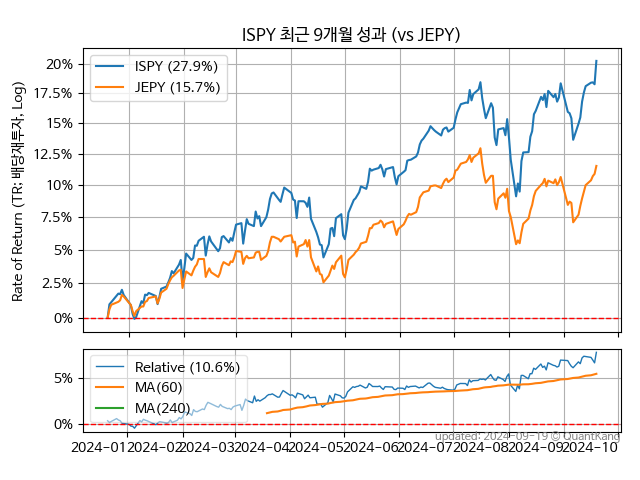 ISPY 최근 9개월 성과 (vs JEPY)
Rate of Return (TR: 배당재투자, Log)
20%
17.5%
15%
12.5%
10%
7.5%
5%
2.5%
0%
ISPY (27.9%)
JEPY (15.7%)
5%
0%
Relative (10.6%)
MA(60)
MA(240)
2024-01
2024-02
2024-03
2024-04
2024-05
2024-06
2024-07
2024-08
2024-09
2024-10
updated: 2024-09-19 © QuantKang